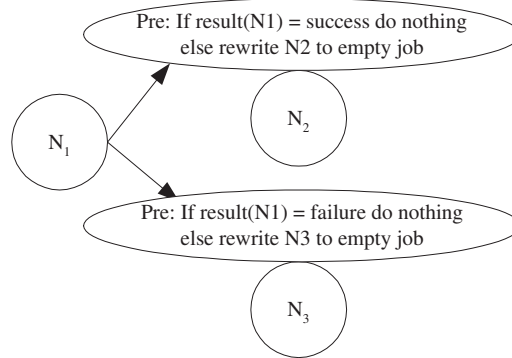 Pre: If result(N1) = success do nothing
else rewrite N2 to empty job
N2
N1
Pre: If result(N1) = failure do nothing
else rewrite N3 to empty job
N3